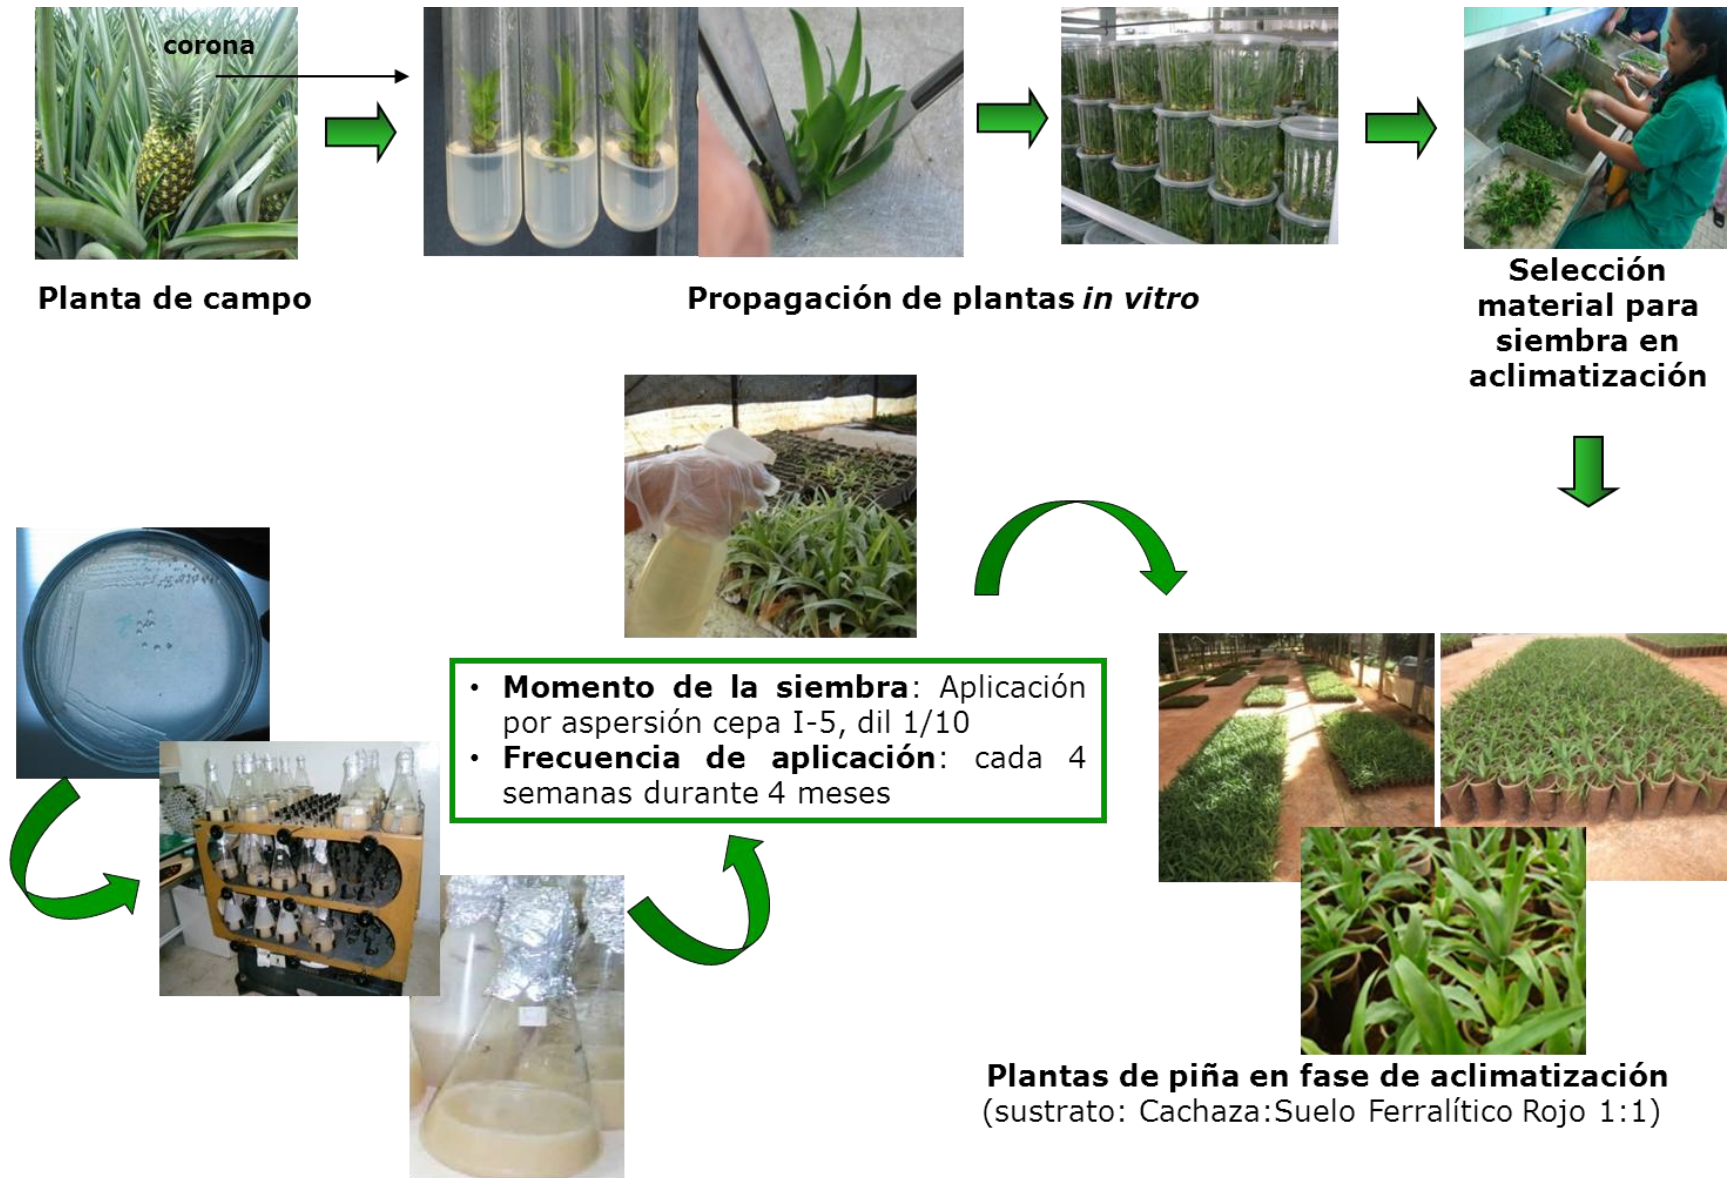 corona
Planta de campo
Propagación de plantas in vitro
Selección
material para
siembra en
aclimatización
• Momento de la siembra: Aplicación
por aspersión cepa I-5, dil 1/10
• Frecuencia de aplicación: cada 4
semanas durante 4 meses
Plantas de piña en fase de aclimatización
(sustrato: Cachaza:Suelo Ferralítico Rojo 1:1)